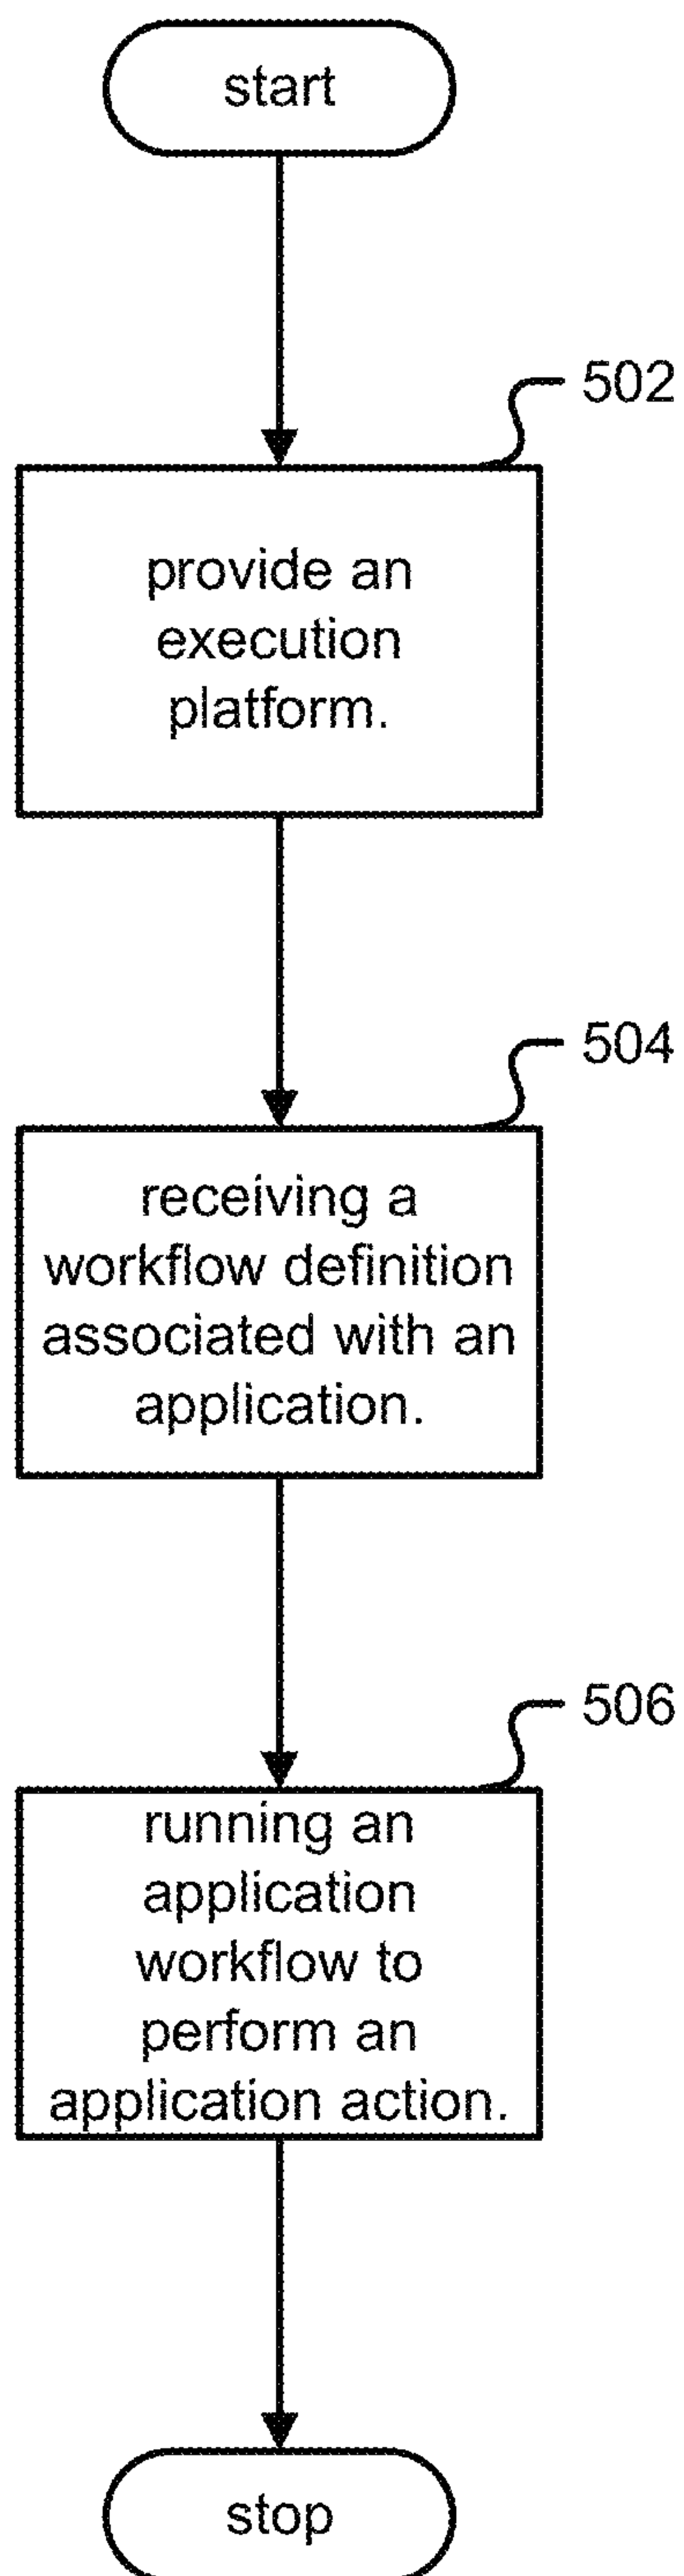 start
502
provide an
execution
platform.
504
receiving a
workflow definition
associated with an
application.
506
running an
application
workflow to
perform an
application action.
stop